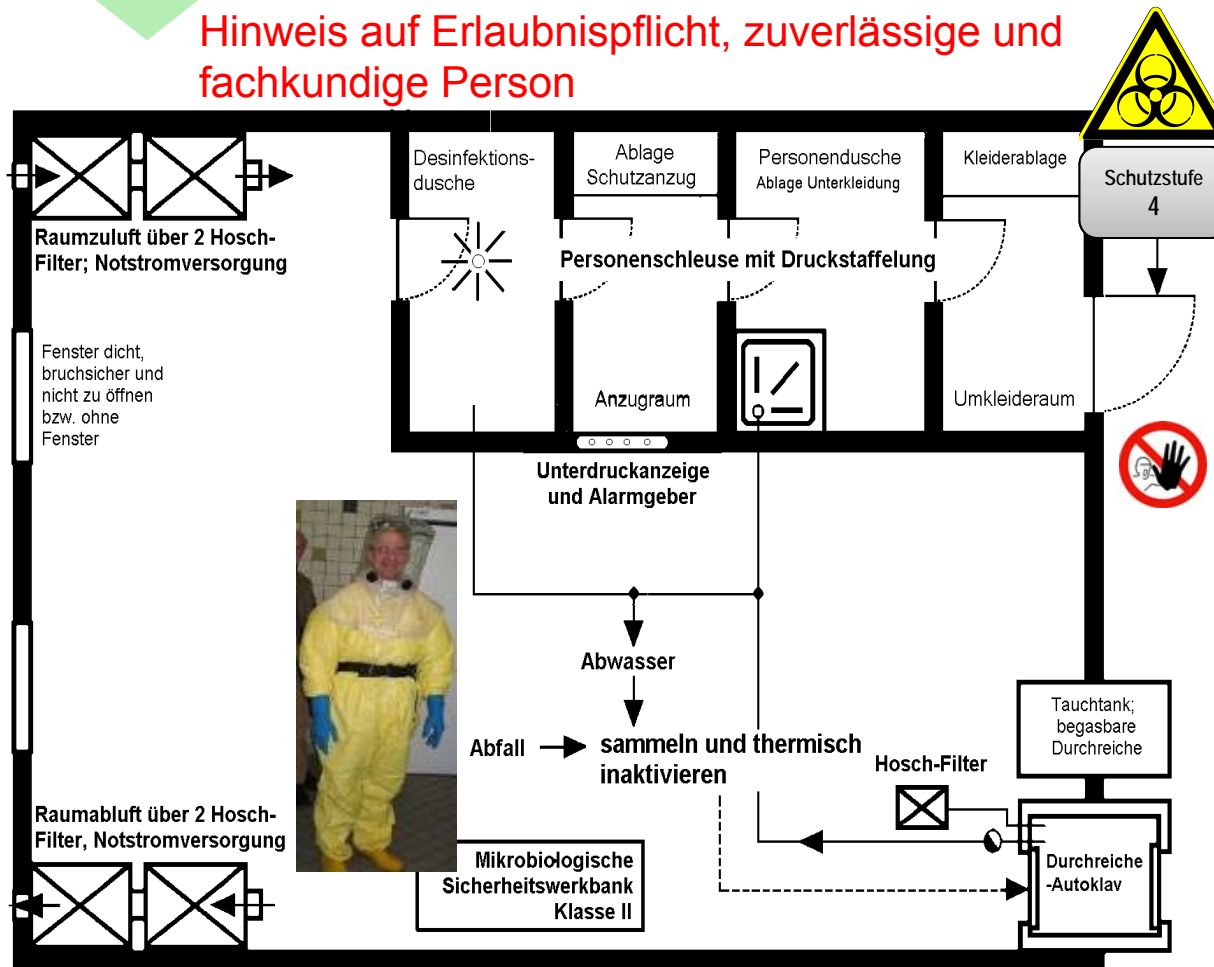 Hinweis auf Erlaubnispflicht, zuverlässige und
fachkundige Person
Desinfektions-
dusche
Ablage
Schutzanzug
Personendusche
Ablage Unterkleidung
Kleiderablage
Schutzstufe
4
Raumzuluft über 2 Hosch-
Filter; Notstromversorgung
Personenschleuse mit Druckstaffelung
Fenster dicht,
bruchsicher und
nicht zu öffnen
bzw. ohne
Fenster
Anzugraum
Umkleideraum
Unterdruckanzeige
und Alarmgeber
Abwasser
Abfall
sammeln und thermisch
inaktivieren
Tauchtank;
begasbare
Durchreiche
Hosch-Filter
Raumabluft über 2 Hosch-
Filter, Notstromversorgung
Mikrobiologische
Sicherheitswerkbank
Klasse II
Durchreiche
-Autoklav